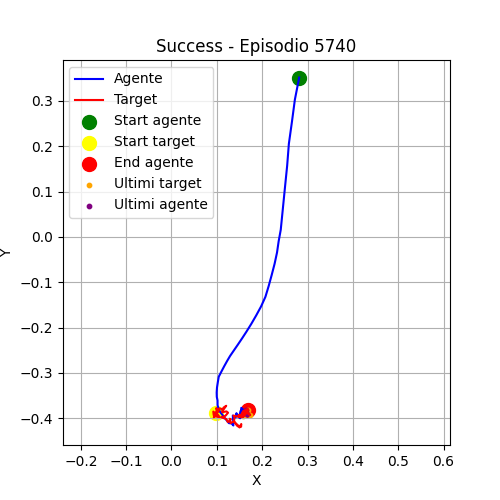 Success - Episodio 5740
Agente
Target
Start agente
Start target
End agente
Ultimi target
Ultimi agente
0.3
0.2
0.1
0.0
−0.1
−0.2
−0.3
−0.4
Y
−0.2
−0.1
0.0
0.1
0.2
0.3
0.4
0.5
0.6
X